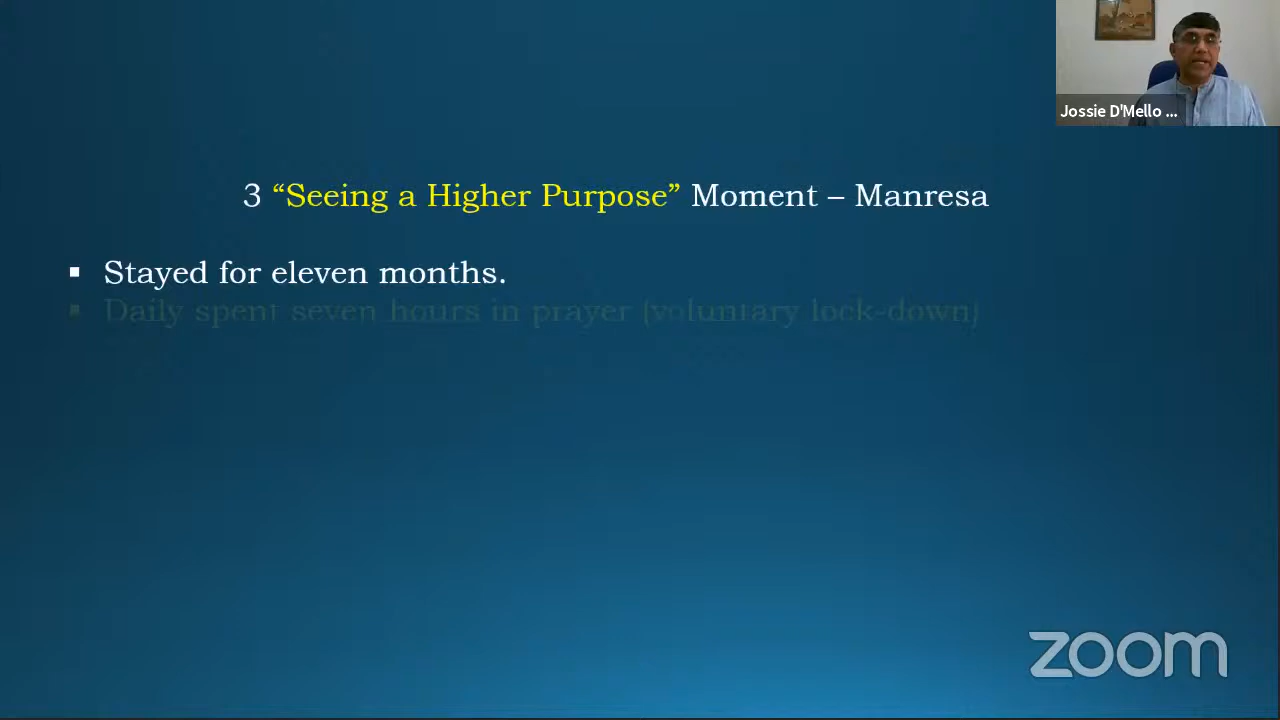 Jossie D'Mello ...
3 “Seeing a Higher Purpose” Moment – Manresa
▪ Stayed for eleven months.
▪ Daily spent seven hours in prayer (voluntary lock-down)
zoom